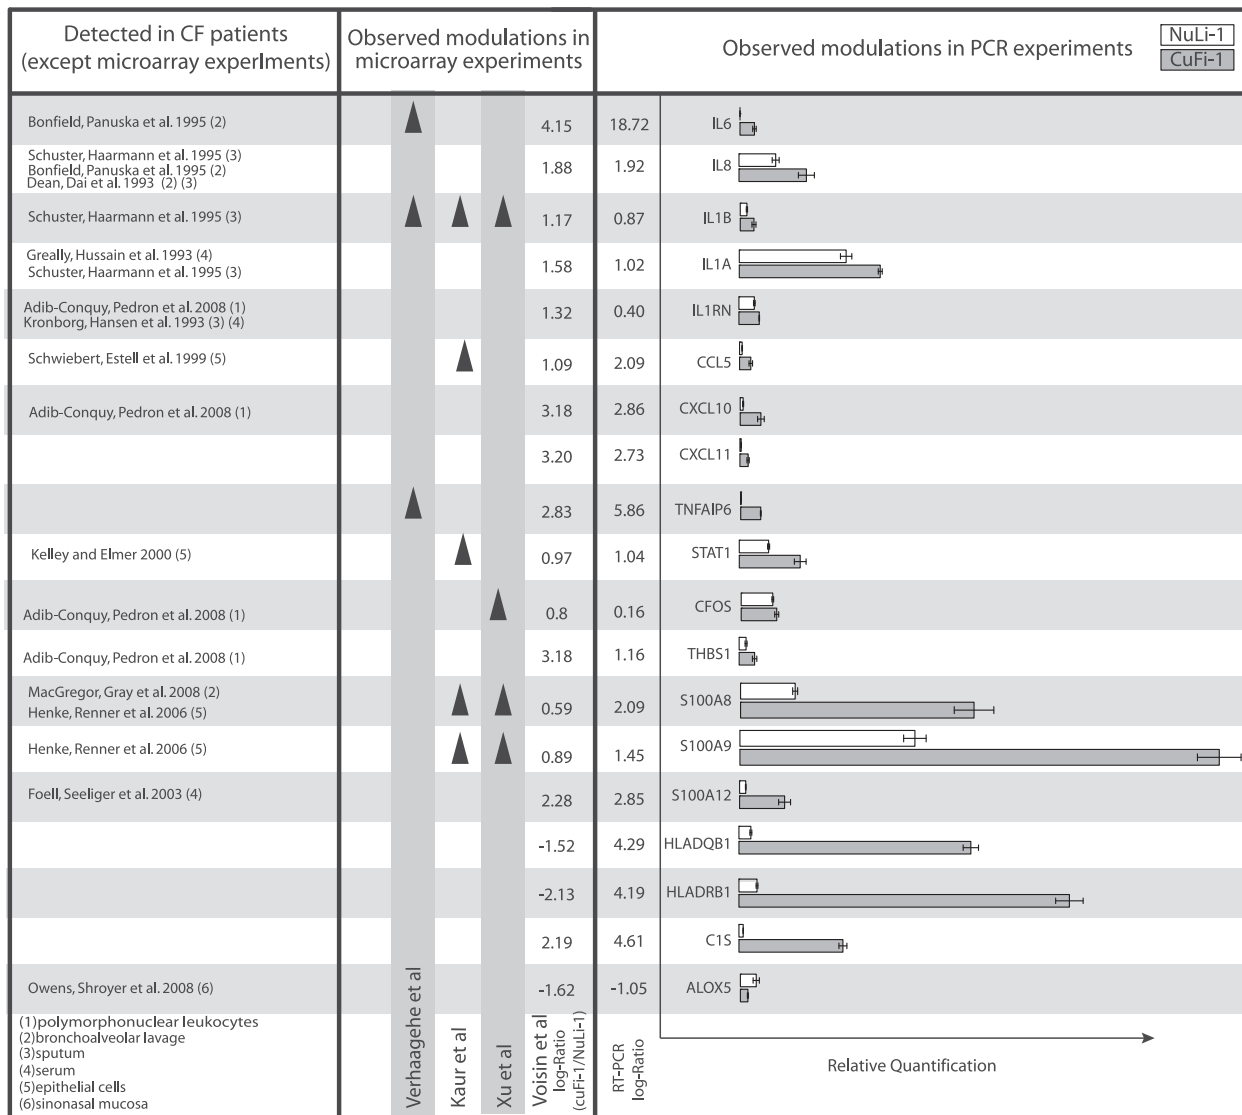 Detected in CF patients
(except microarray experIments)
Observed modulations in
microarray experiments
Observed modulations in PCR experiments
NuLi-1
CuFi-1
Bonfield, Panuska et al. 1995 (2)
4.15
18.72
IL6
Schuster, Haarmann et al. 1995 (3)
Bonfield, Panuska et al. 1995 (2)
Dean, Dai et al. 1993 (2) (3)
1.88
1.92
IL8
Schuster, Haarmann et al. 1995 (3)
1.17
0.87
IL1B
Greally, Hussain et al. 1993 (4)
Schuster, Haarmann et al. 1995 (3)
1.58
1.02
IL1A
Adib-Conquy, Pedron et al. 2008 (1)
Kronborg, Hansen et al. 1993 (3) (4)
1.32
0.40
IL1RN
Schwiebert, Estell et al. 1999 (5)
1.09
2.09
CCL5
Adib-Conquy, Pedron et al. 2008 (1)
3.18
2.86
CXCL10
3.20
2.73
CXCL11
2.83
5.86
TNFAIP6
Kelley and Elmer 2000 (5)
0.97
1.04
STAT1
Adib-Conquy, Pedron et al. 2008 (1)
0.8
0.16
CFOS
Adib-Conquy, Pedron et al. 2008 (1)
3.18
1.16
THBS1
MacGregor, Gray et al. 2008 (2)
Henke, Renner et al. 2006 (5)
0.59
2.09
S100A8
Henke, Renner et al. 2006 (5)
0.89
1.45
S100A9
Foell, Seeliger et al. 2003 (4)
2.28
2.85
S100A12
-1.52
4.29
HLADQB1
-2.13
4.19
HLADRB1
2.19
4.61
C1S
Owens, Shroyer et al. 2008 (6)
-1.62
-1.05
ALOX5
(1)polymorphonuclear leukocytes
(2)bronchoalveolar lavage
(3)sputum
(4)serum
(5)epithelial cells
(6)sinonasal mucosa
Verhaagehe et al
Kaur et al
Xu et al
Voisin et al
log-Ratio
(cuFi-1/NuLi-1)
RT-PCR
log-Ratio
Relative Quantification